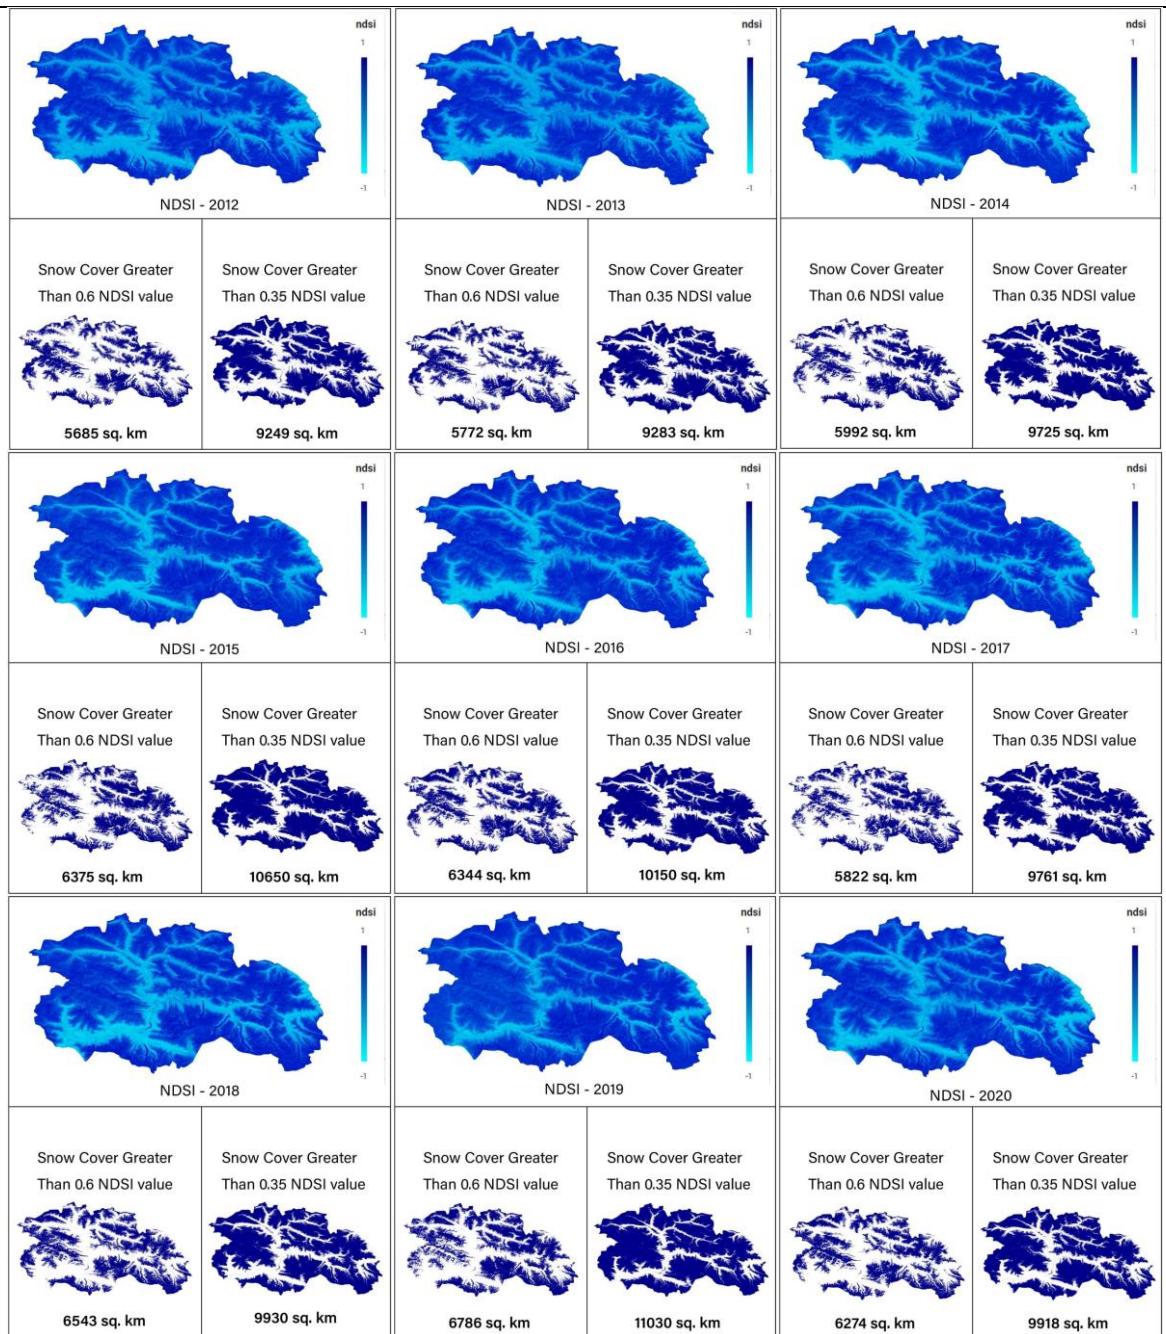 ndsi
1
-1
NDSI - 2012
ndsi
1
-1
NDSI - 2013
ndsi
1
-1
NDSI - 2014
Snow Cover Greater
Than 0.6 NDSI value
5685 sq. km
Snow Cover Greater
Than 0.35 NDSI value
9249 sq. km
Snow Cover Greater
Than 0.6 NDSI value
5772 sq. km
Snow Cover Greater
Than 0.35 NDSI value
9283 sq. km
Snow Cover Greater
Than 0.6 NDSI value
5992 sq. km
Snow Cover Greater
Than 0.35 NDSI value
9725 sq. km
ndsi
1
-1
NDSI - 2015
ndsi
1
-1
NDSI - 2016
ndsi
1
-1
NDSI - 2017
Snow Cover Greater
Than 0.6 NDSI value
6375 sq. km
Snow Cover Greater
Than 0.35 NDSI value
10650 sq. km
Snow Cover Greater
Than 0.6 NDSI value
6344 sq. km
Snow Cover Greater
Than 0.35 NDSI value
10150 sq. km
Snow Cover Greater
Than 0.6 NDSI value
5822 sq. km
Snow Cover Greater
Than 0.35 NDSI value
9761 sq. km
ndsi
1
-1
NDSI - 2018
ndsi
1
-1
NDSI - 2019
ndsi
1
-1
NDSI - 2020
Snow Cover Greater
Than 0.6 NDSI value
6543 sq. km
Snow Cover Greater
Than 0.35 NDSI value
9930 sq. km
Snow Cover Greater
Than 0.6 NDSI value
6786 sq. km
Snow Cover Greater
Than 0.35 NDSI value
11030 sq. km
Snow Cover Greater
Than 0.6 NDSI value
6274 sq. km
Snow Cover Greater
Than 0.35 NDSI value
9918 sq. km